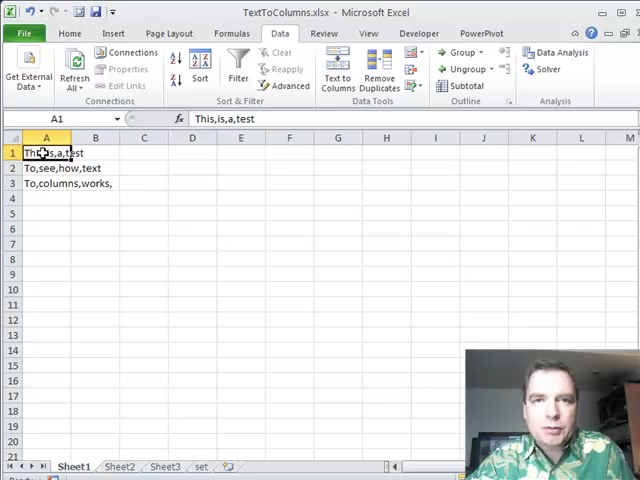 TextToColumns.xlsx - Microsoft Excel
File Home Insert Page Layout Formulas Data Review View Developer PowerPivot
Get External Data
Refresh All
Connections
Properties
Edit Links
Connections
Sort
Filter
Clear
Reapply
Advanced
Sort & Filter
Text to Columns
Remove Duplicates
Data Tools
Group
Ungroup
Subtotal
Outline
Data Analysis
Solver
Analysis
A1 fx This,is,a,test
A B C D E F G H I J K L M
1 This,is,a,test
2 To,see,how,text
3 To,columns,works,
4
5
6
7
8
9
10
11
12
13
14
15
16
17
18
19
20
21
Sheet1 Sheet2 Sheet3 set
Ready